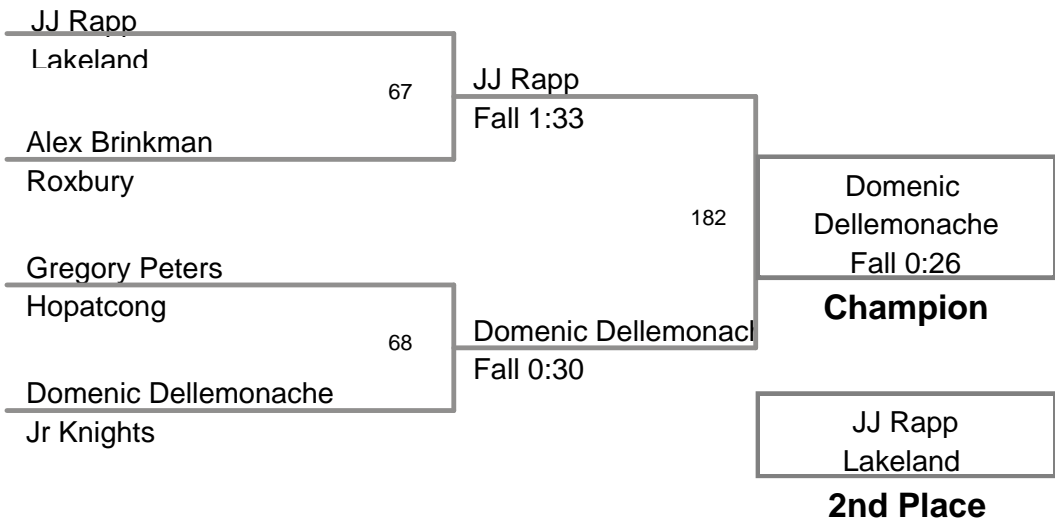 JJ Rapp
Lakeland
67
Alex Brinkman
Roxbury
Gregory Peters
Hopatcong
68
Domenic Dellemonache
Jr Knights
JJ Rapp
Fall 1:33
182
Domenic Dellemonach
Fall 0:30
Domenic
Dellemonache
Fall 0:26
Champion
JJ Rapp
Lakeland
2nd Place